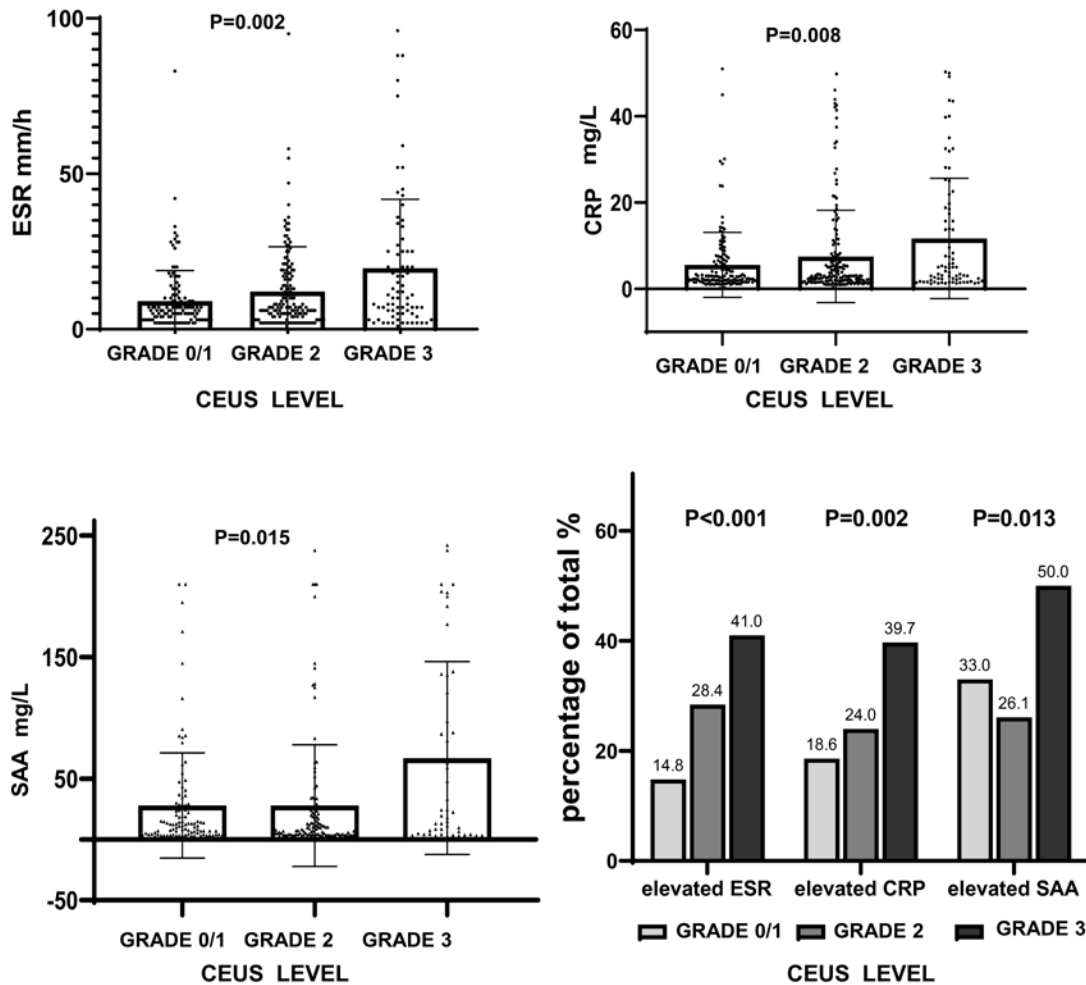 P=0.002
100
50
0
ESR mm/h
GRADE 0/1 GRADE 2 GRADE 3
CEUS LEVEL
P=0.008
60
40
20
0
CRP mg/L
GRADE 0/1 GRADE 2 GRADE 3
CEUS LEVEL
P=0.015
250
150
50
-50
SAA mg/L
GRADE 0/1 GRADE 2 GRADE 3
CEUS LEVEL
P<0.001 P=0.002 P=0.013
60
40
20
0
percentage of total %
14.8 28.4 41.0 18.6 24.0 39.7 33.0 26.1 50.0
elevated ESR elevated CRP elevated SAA
GRADE 0/1 GRADE 2 GRADE 3
CEUS LEVEL